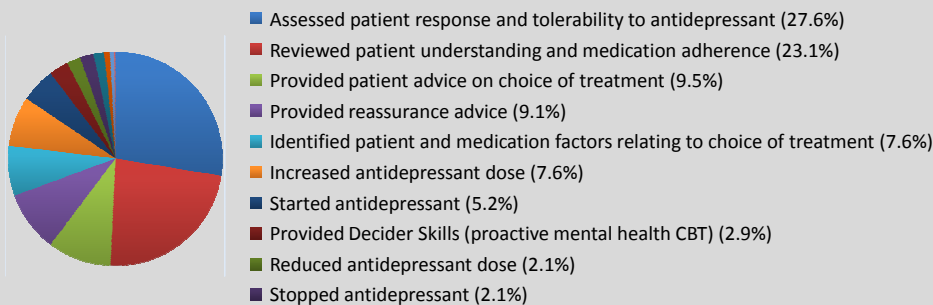 Assessed patient response and tolerability to antidepressant (27.6%)
Reviewed patient understanding and medication adherence (23.1%)
Provided patient advice on choice of treatment (9.5%)
Provided reassurance advice (9.1%)
Identified patient and medication factors relating to choice of treatment (7.6%)
Increased antidepressant dose (7.6%)
Started antidepressant (5.2%)
Provided Decider Skills (proactive mental health CBT) (2.9%)
Reduced antidepressant dose (2.1%)
Stopped antidepressant (2.1%)